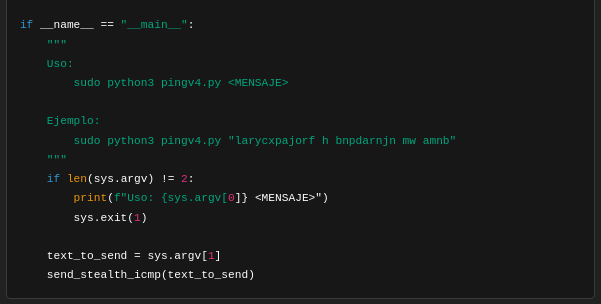 if __name__ == "__main__":
"""
Uso:
sudo python3 pingv4.py <MENSAJE>
Ejemplo:
sudo python3 pingv4.py "larycxpajorf h bnpdarnjn mw amnb"
"""
if len(sys.argv) != 2:
print(f"Uso: {sys.argv[0]} <MENSAJE>")
sys.exit(1)
text_to_send = sys.argv[1]
send_stealth_icmp(text_to_send)